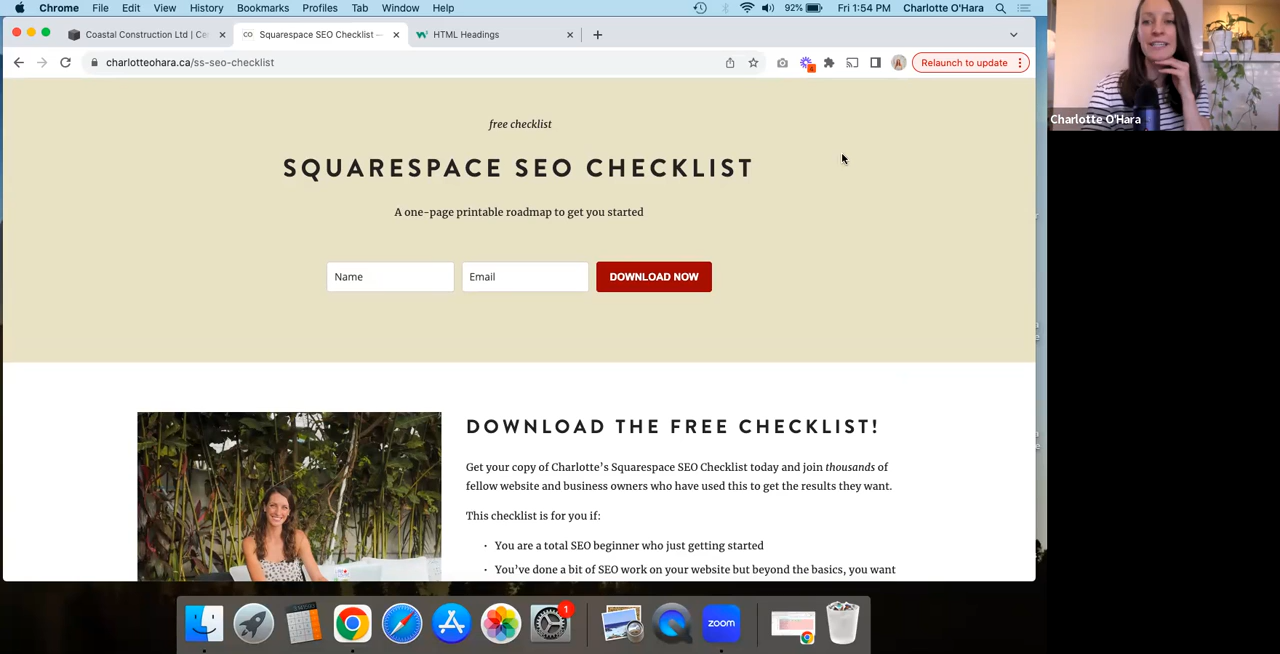 Chrome File Edit View History Bookmarks Profiles Tab Window Help 92% Fri 1:54 PM Charlotte O'Hara
Coastal Construction Ltd | Ce
CO Squarespace SEO Checklist —
HTML Headings
charlotteohara.ca/ss-seo-checklist
Relaunch to update
Charlotte O'Hara
free checklist
SQUARESPACE SEO CHECKLIST
A one-page printable roadmap to get you started
Name Email DOWNLOAD NOW
DOWNLOAD THE FREE CHECKLIST!
Get your copy of Charlotte's Squarespace SEO Checklist today and join thousands of
fellow website and business owners who have used this to get the results they want.
This checklist is for you if:
• You are a total SEO beginner who just getting started
• You've done a bit of SEO work on your website but beyond the basics, you want
1
zoom